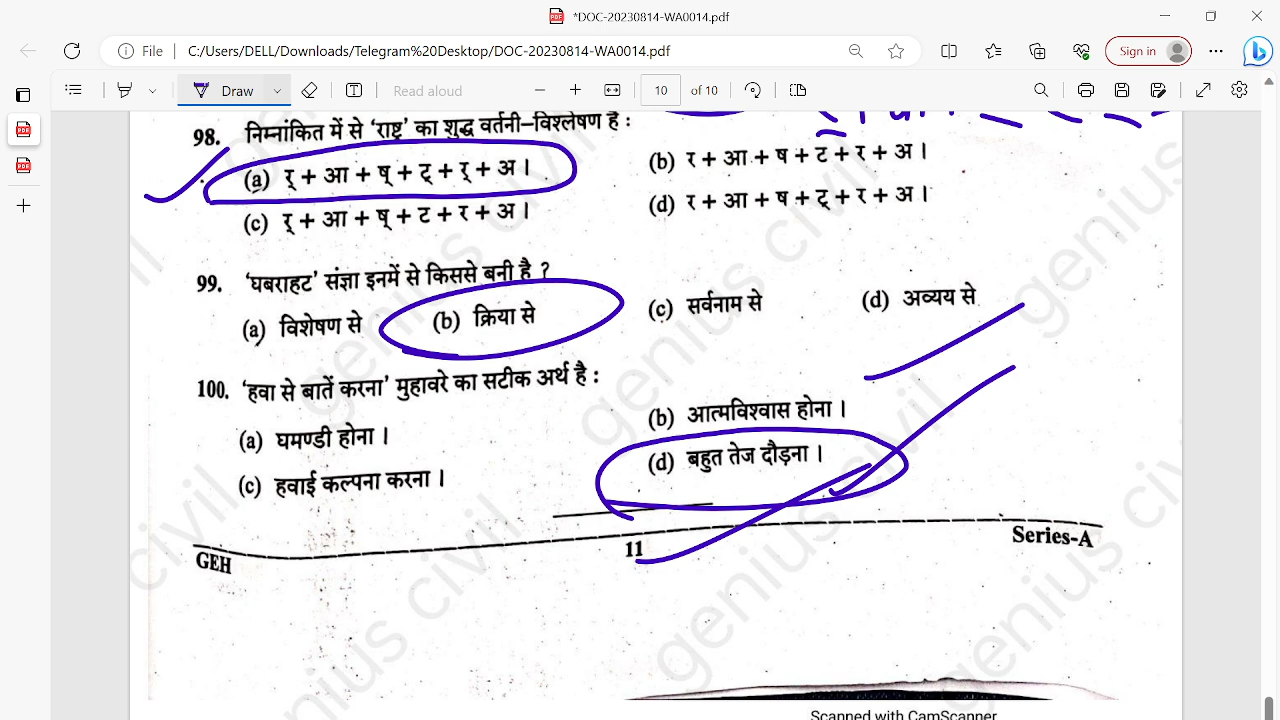 *DOC-20230814-WA0014.pdf
File C:/Users/DELL/Downloads/Telegram%20Desktop/DOC-20230814-WA0014.pdf
Sign in
Draw
Read aloud
10 of 10
98. निम्नांकित में से 'राष्ट्र' का शुद्ध वर्तनी-विश्लेषण है :
(a) र् + आ + ष् + ट् + र् + अ ।
(b) र + आ + ष + ट + र + अ ।
(c) र् + आ + ष् + ट + र + अ ।
(d) र + आ + ष + ट् + र + अ ।
99. 'घबराहट' संज्ञा इनमें से किससे बनी है ?
(a) विशेषण से (b) क्रिया से (c) सर्वनाम से (d) अव्यय से
100. 'हवा से बातें करना' मुहावरे का सटीक अर्थ है :
(a) घमण्डी होना ।
(b) आत्मविश्वास होना ।
(c) हवाई कल्पना करना ।
(d) बहुत तेज दौड़ना ।
GEH 11 Series-A
genius civil
Scanned with CamScanner